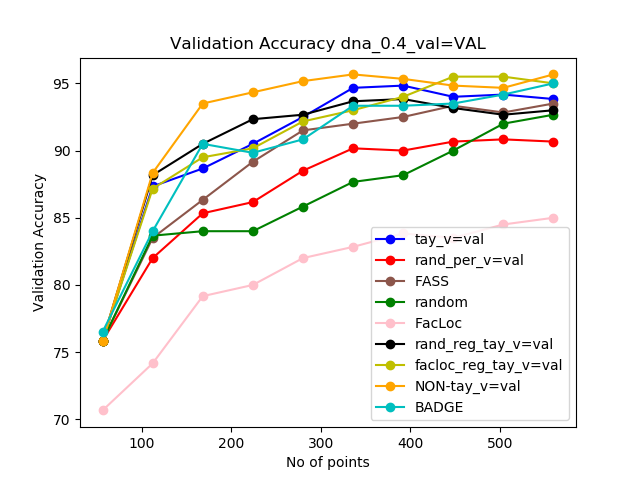 Validation Accuracy dna_0.4_val=VAL
Validation Accuracy
95
90
85
80
75
70
100
200
300
400
500
No of points
tay_v=val
rand_per_v=val
FASS
random
FacLoc
rand_reg_tay_v=val
facloc_reg_tay_v=val
NON-tay_v=val
BADGE